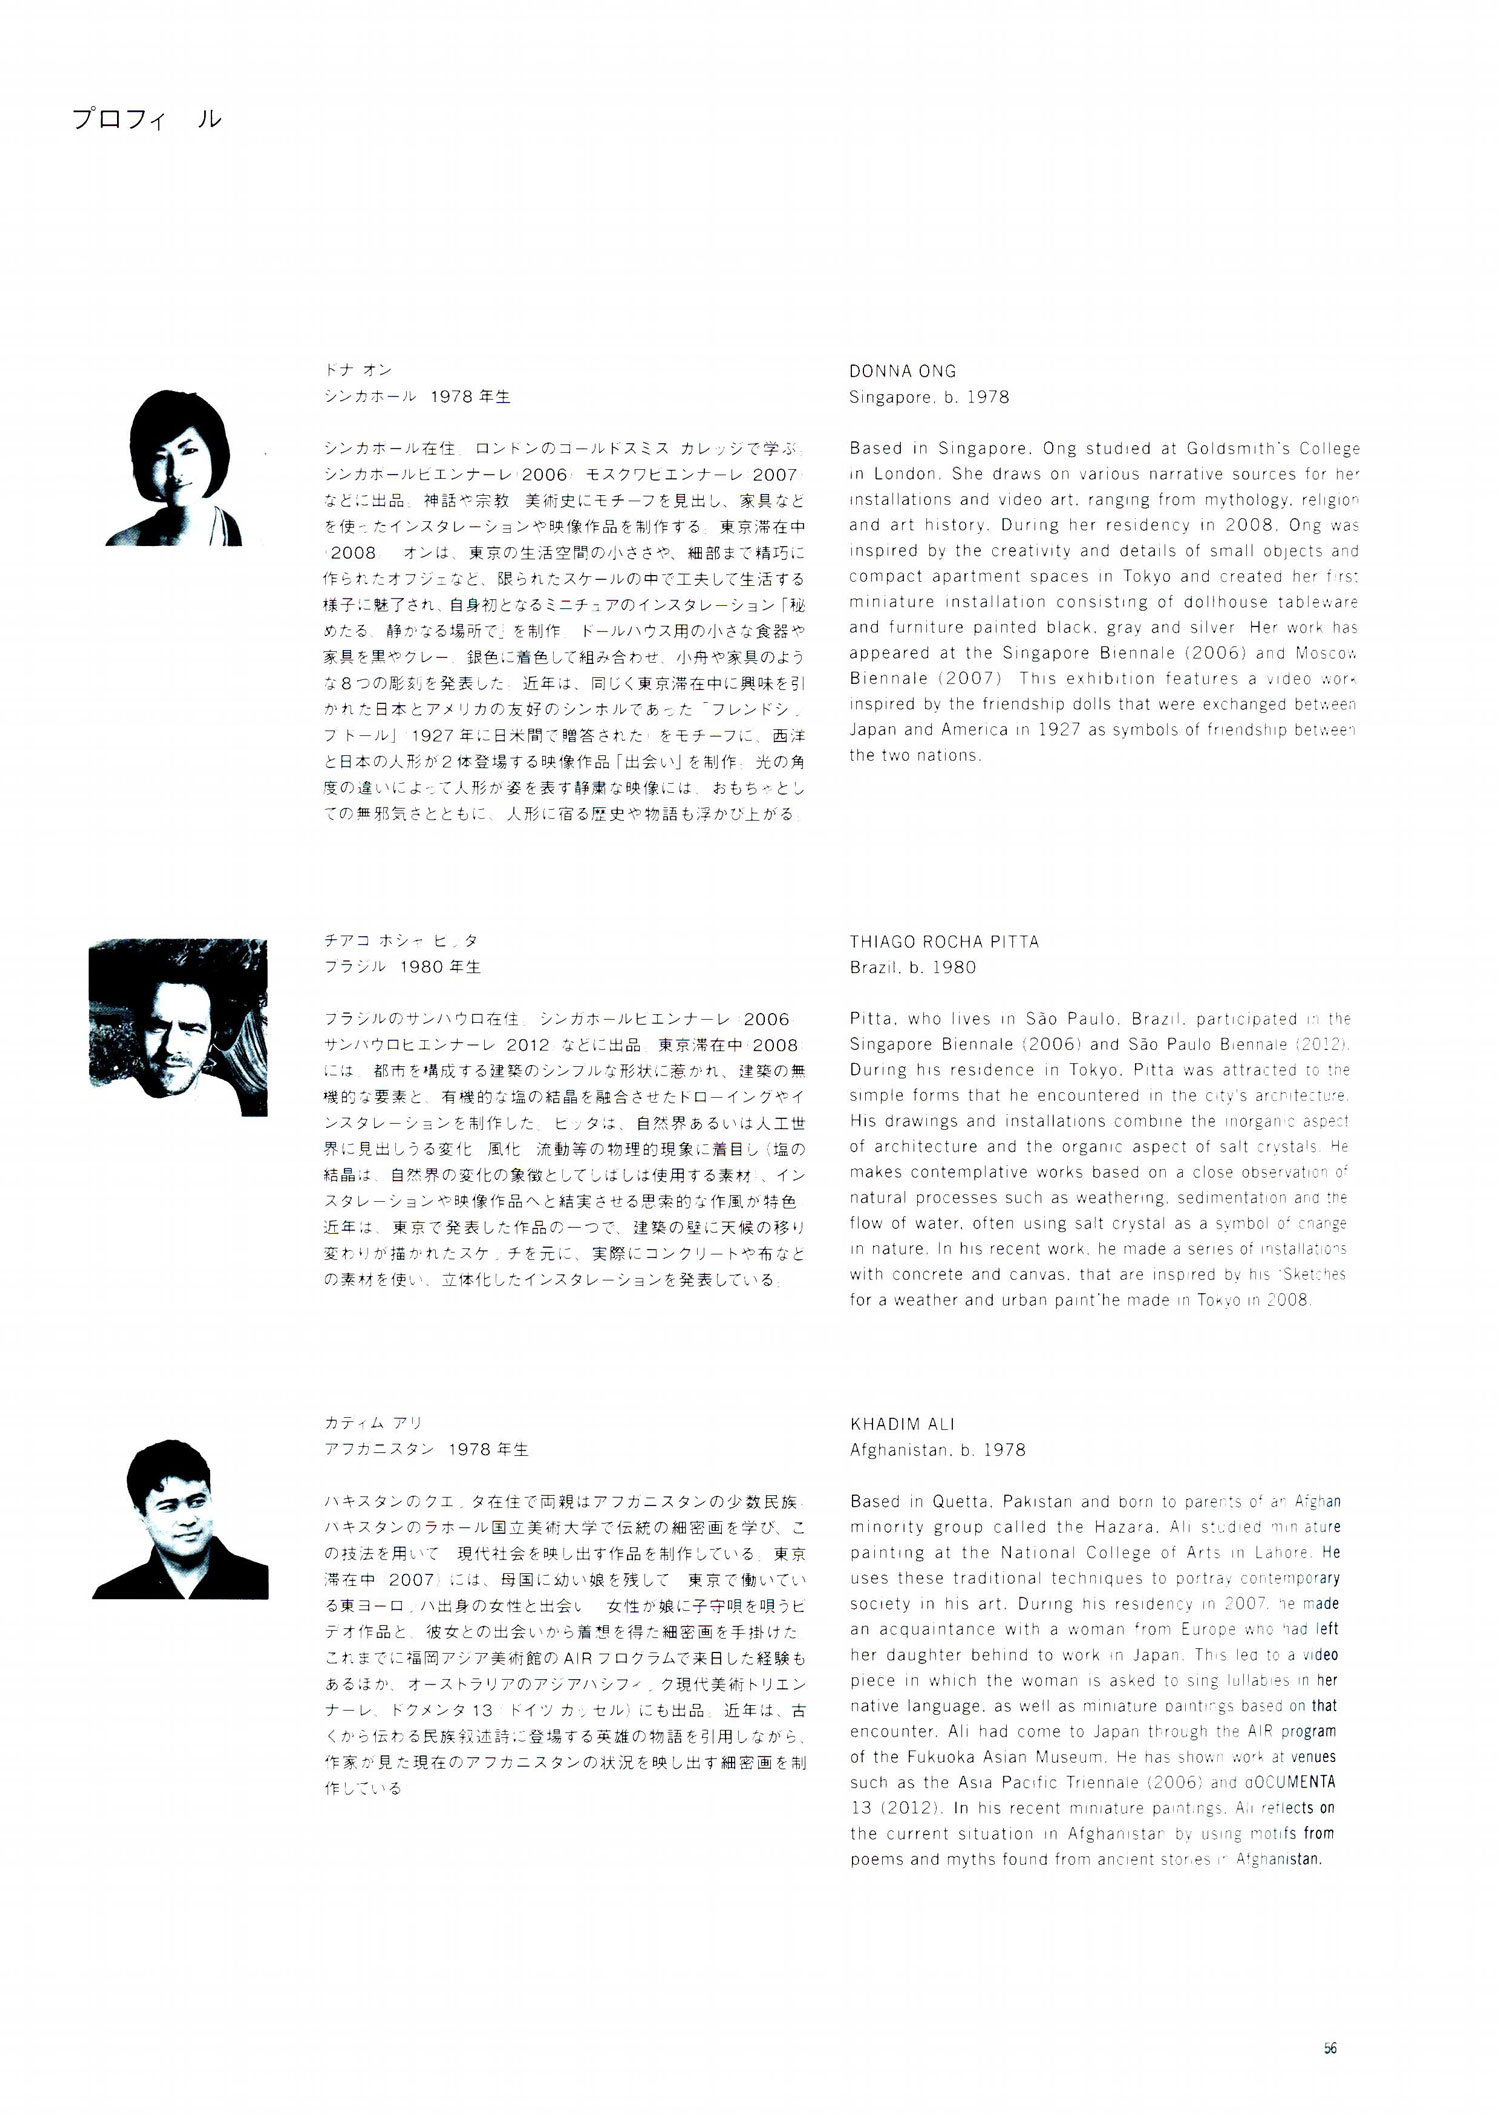 プロフィール
ドナ オン
シンガポール 1978 年生
シンガポール在住。ロンドンのゴールドスミス カレッジで学ぶ。
シンガポールビエンナーレ(2006) モスクワビエンナーレ(2007)
などに出品。神話や宗教 美術史にモチーフを見出し、家具など
を使ったインスタレーションや映像作品を制作する。東京滞在中
(2008) オンは、東京の生活空間の小ささや、細部まで精巧に
作られたオブジェなど、限られたスケールの中で工夫して生活する
様子に魅了され、自身初となるミニチュアのインスタレーション「秘
めたる、静かなる場所で」を制作。ドールハウス用の小さな食器や
家具を黒やグレー、銀色に着色して組み合わせ、小舟や家具のよう
な8つの彫刻を発表した。近年は、同じく東京滞在中に興味を引
かれた日本とアメリカの友好のシンボルであった「フレンドシッ
プドール」(1927 年に日米間で贈答された)をモチーフに、西洋
と日本の人形が2体登場する映像作品「出会い」を制作。光の角
度の違いによって人形が姿を表す静粛な映像には、おもちゃとし
ての無邪気さとともに、人形に宿る歴史や物語も浮かび上がる。
DONNA ONG
Singapore, b. 1978
Based in Singapore, Ong studied at Goldsmith's College
in London. She draws on various narrative sources for her
installations and video art, ranging from mythology, religion
and art history. During her residency in 2008, Ong was
inspired by the creativity and details of small objects and
compact apartment spaces in Tokyo and created her first
miniature installation consisting of dollhouse tableware
and furniture painted black, gray and silver. Her work has
appeared at the Singapore Biennale (2006) and Moscow
Biennale (2007). This exhibition features a video work
inspired by the friendship dolls that were exchanged between
Japan and America in 1927 as symbols of friendship between
the two nations.
チアゴ ホシャ ピッタ
ブラジル 1980 年生
ブラジルのサンパウロ在住。シンガポールビエンナーレ(2006)
サンパウロビエンナーレ(2012)などに出品。東京滞在中(2008)
には、都市を構成する建築のシンプルな形状に惹かれ、建築の無
機的な要素と、有機的な塩の結晶を融合させたドローイングやイ
ンスタレーションを制作した。ピッタは、自然界あるいは人工世
界に見出しうる変化 風化 流動等の物理的現象に着目し(塩の
結晶は、自然界の変化の象徴としてしばしば使用する素材)、イン
スタレーションや映像作品へと結実させる思索的な作風が特色。
近年は、東京で発表した作品の一つで、建築の壁に天候の移り
変わりが描かれたスケッチを元に、実際にコンクリートや布など
の素材を使い、立体化したインスタレーションを発表している。
THIAGO ROCHA PITTA
Brazil, b. 1980
Pitta, who lives in São Paulo, Brazil, participated in the
Singapore Biennale (2006) and São Paulo Biennale (2012).
During his residence in Tokyo, Pitta was attracted to the
simple forms that he encountered in the city's architecture.
His drawings and installations combine the inorganic aspect
of architecture and the organic aspect of salt crystals. He
makes contemplative works based on a close observation of
natural processes such as weathering, sedimentation and the
flow of water, often using salt crystal as a symbol of change
in nature. In his recent work, he made a series of installations
with concrete and canvas, that are inspired by his 'Sketches
for a weather and urban paint'he made in Tokyo in 2008.
カディム アリ
アフガニスタン 1978 年生
パキスタンのクエッタ在住で両親はアフガニスタンの少数民族。
パキスタンのラホール国立美術大学で伝統の細密画を学び、こ
の技法を用いて 現代社会を映し出す作品を制作している。東京
滞在中(2007)には、母国に幼い娘を残して 東京で働いてい
る東ヨーロッパ出身の女性と出会い 女性が娘に子守唄を唄うビ
デオ作品と、彼女との出会いから着想を得た細密画を手掛けた。
これまでに福岡アジア美術館の AIR プログラムで来日した経験も
あるほか、オーストラリアのアジアパシフィック現代美術トリエン
ナーレ、ドクメンタ 13(ドイツ カッセル)にも出品。近年は、古
くから伝わる民族叙述詩に登場する英雄の物語を引用しながら、
作家が見た現在のアフガニスタンの状況を映し出す細密画を制
作している
KHADIM ALI
Afghanistan, b. 1978
Based in Quetta, Pakistan and born to parents of an Afghan
minority group called the Hazara, Ali studied miniature
painting at the National College of Arts in Lahore. He
uses these traditional techniques to portray contemporary
society in his art. During his residency in 2007, he made
an acquaintance with a woman from Europe who had left
her daughter behind to work in Japan. This led to a video
piece in which the woman is asked to sing lullabies in her
native language, as well as miniature paintings based on that
encounter. Ali had come to Japan through the AIR program
of the Fukuoka Asian Museum. He has shown work at venues
such as the Asia Pacific Triennale (2006) and dOCUMENTA
13 (2012). In his recent miniature paintings, Ali reflects on
the current situation in Afghanistan by using motifs from
poems and myths found from ancient stories in Afghanistan.
56